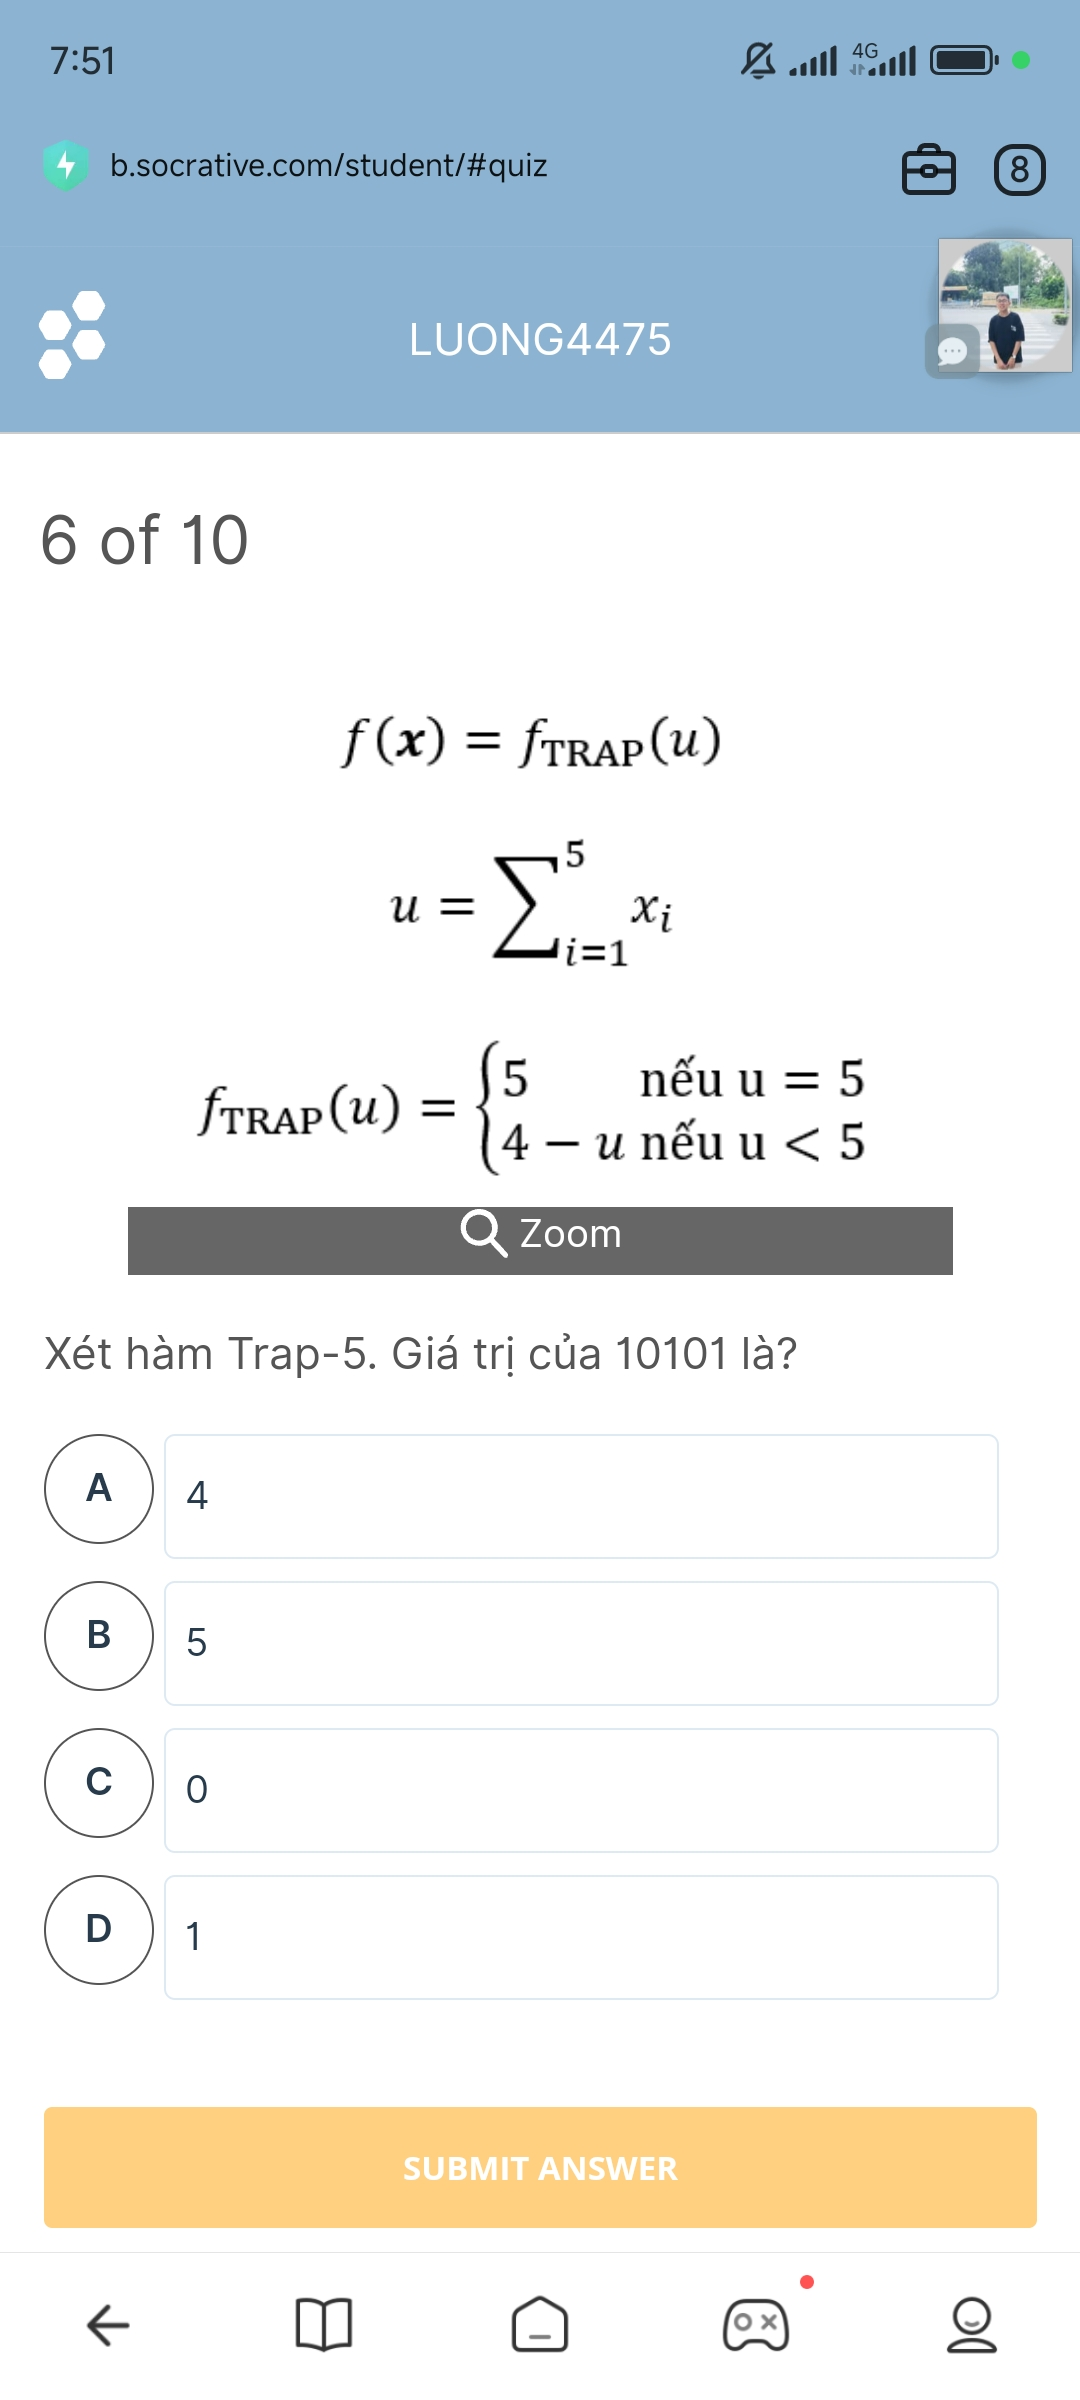 7:51
4G
b.socrative.com/student/#quiz
8
LUONG4475
6 of 10
f(x) = f_TRAP(u)
u = ∑_{i=1}^{5} x_i
f_TRAP(u) = { 5 nếu u = 5
4 − u nếu u < 5
Zoom
Xét hàm Trap-5. Giá trị của 10101 là?
A 4
B 5
C 0
D 1
SUBMIT ANSWER